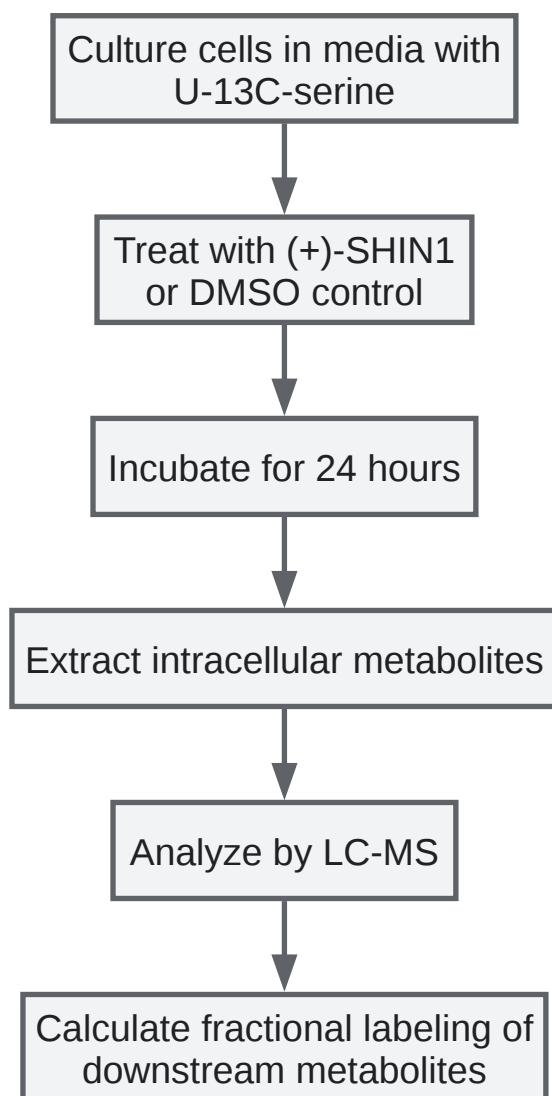 Culture cells in media with
U-13C-serine
Treat with (+)-SHIN1
or DMSO control
Incubate for 24 hours
Extract intracellular metabolites
Analyze by LC-MS
Calculate fractional labeling of
downstream metabolites